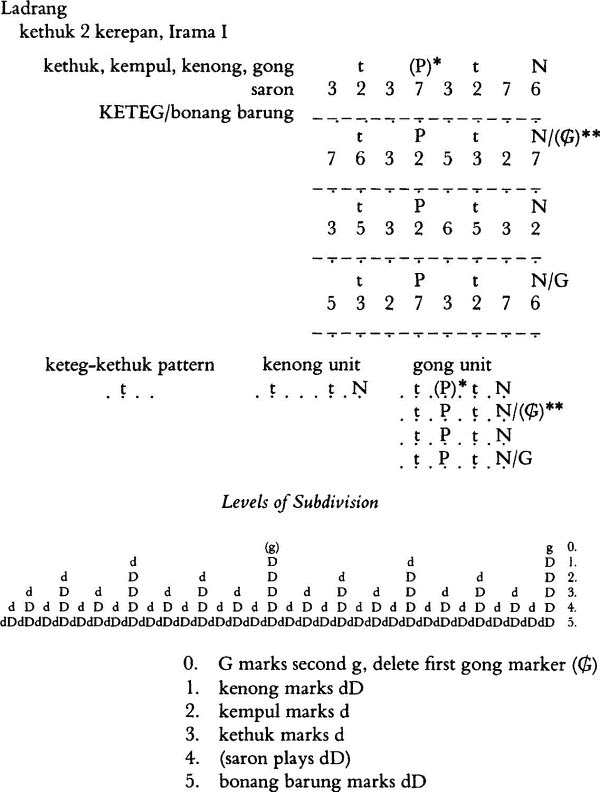 Ladrang
kethuk 2 kerepan, Irama I
kethuk, kempul, kenong, gong t (P)* t N
saron 3 2 3 7 3 2 7 6
KETEG/bonang barung
t P t N/(G)**
7 6 3 2 5 3 2 7
t P t N
3 5 3 2 6 5 3 2
t P t N/G
5 3 2 7 3 2 7 6
keteg-kethuk pattern kenong unit gong unit
. t . . . t . . . t . N . t . (P)* . t . N
. t . P . t . N/(G)**
. t . P . t . N
. t . P . t . N/G
Levels of Subdivision
(g) g 0.
d D d D 1.
d D d D d D d D 2.
d D d D d D d D d D d D d D d D 3.
d D d D d D d D d D d D d D d D d D d D d D d D d D d D d D d D 4.
dDdDdDdDdDdDdDdDdDdDdDdDdDdDdDdDdDdDdDdDdDdDdDdDdDdDdDdDdDdDdDdD 5.
0. G marks second g, delete first gong marker (G)
1. kenong marks dD
2. kempul marks d
3. kethuk marks d
4. (saron plays dD)
5. bonang barung marks dD